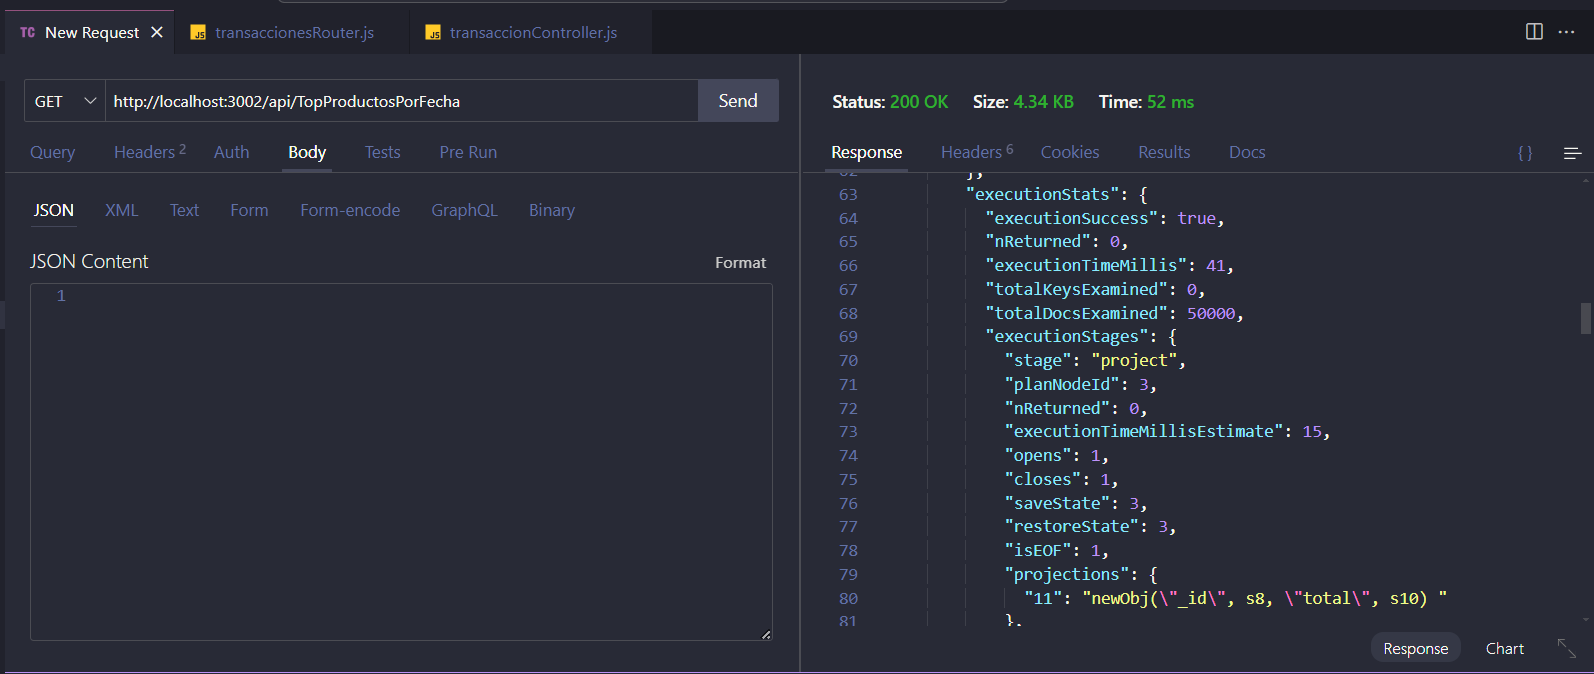 TC New Request
JS transaccionesRouter.js
JS transaccionController.js
GET
http://localhost:3002/api/TopProductosPorFecha
Send
Query
Headers 2
Auth
Body
Tests
Pre Run
JSON
XML
Text
Form
Form-encode
GraphQL
Binary
JSON Content
Format
1
Status: 200 OK Size: 4.34 KB Time: 52 ms
Response
Headers 6
Cookies
Results
Docs
{}
62 },
63 "executionStats": {
64 "executionSuccess": true,
65 "nReturned": 0,
66 "executionTimeMillis": 41,
67 "totalKeysExamined": 0,
68 "totalDocsExamined": 50000,
69 "executionStages": {
70 "stage": "project",
71 "planNodeId": 3,
72 "nReturned": 0,
73 "executionTimeMillisEstimate": 15,
74 "opens": 1,
75 "closes": 1,
76 "saveState": 3,
77 "restoreState": 3,
78 "isEOF": 1,
79 "projections": {
80 "11": "newObj(\"_id\", s8, \"total\", s10) "
81 },
Response
Chart